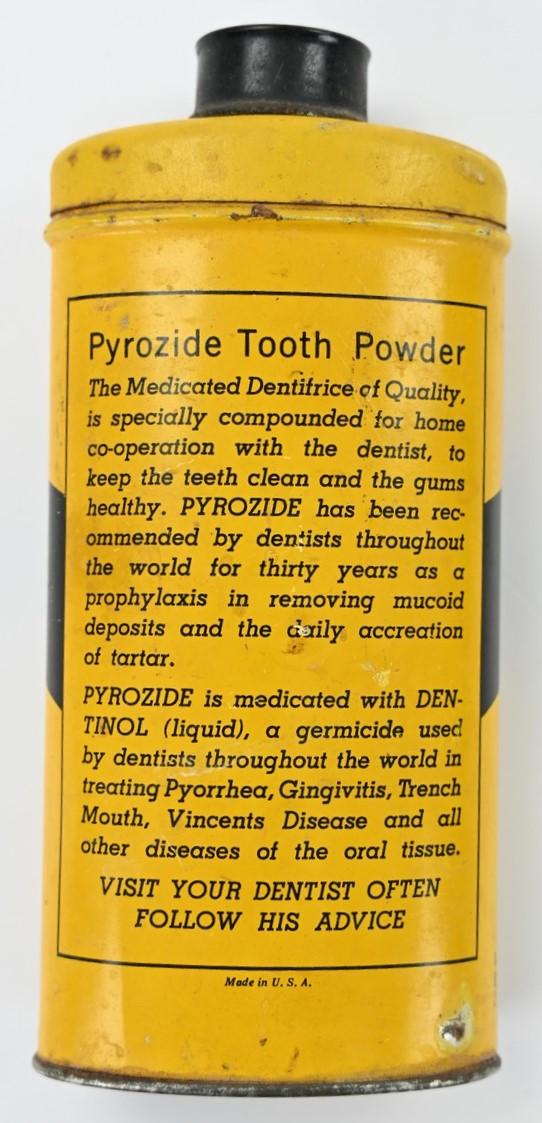 Pyrozide Tooth Powder
The Medicated Dentifrice of Quality,
is specially compounded for home
co-operation with the dentist, to
keep the teeth clean and the gums
healthy. PYROZIDE has been rec-
ommended by dentists throughout
the world for thirty years as a
prophylaxis in removing mucoid
deposits and the daily accreation
of tartar.
PYROZIDE is medicated with DEN-
TINOL (liquid), a germicide used
by dentists throughout the world in
treating Pyorrhea, Gingivitis, Trench
Mouth, Vincents Disease and all
other diseases of the oral tissue.
VISIT YOUR DENTIST OFTEN
FOLLOW HIS ADVICE
Made in U. S. A.